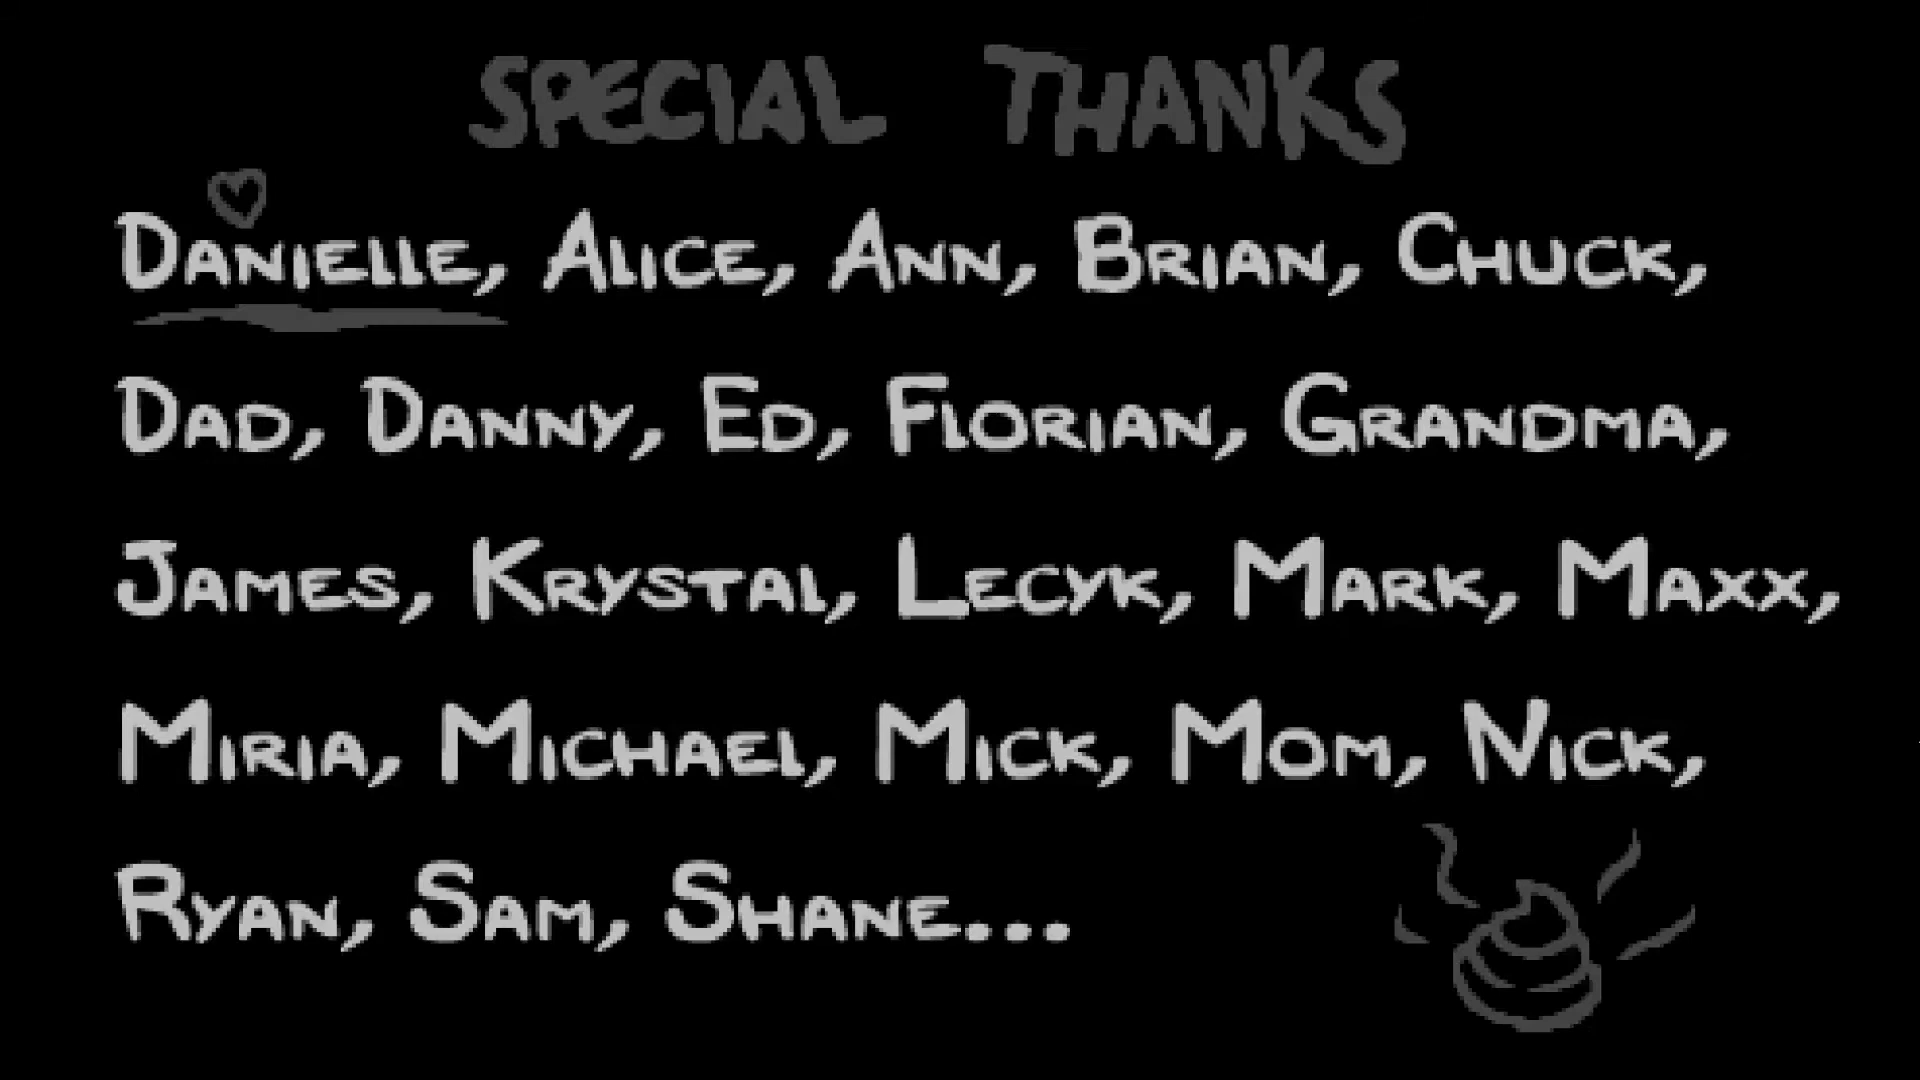 SPECIAL THANKS
Danielle, Alice, Ann, Brian, Chuck,
Dad, Danny, Ed, Florian, Grandma,
James, Krystal, Lecyk, Mark, Maxx,
Miria, Michael, Mick, Mom, Nick,
Ryan, Sam, Shane...